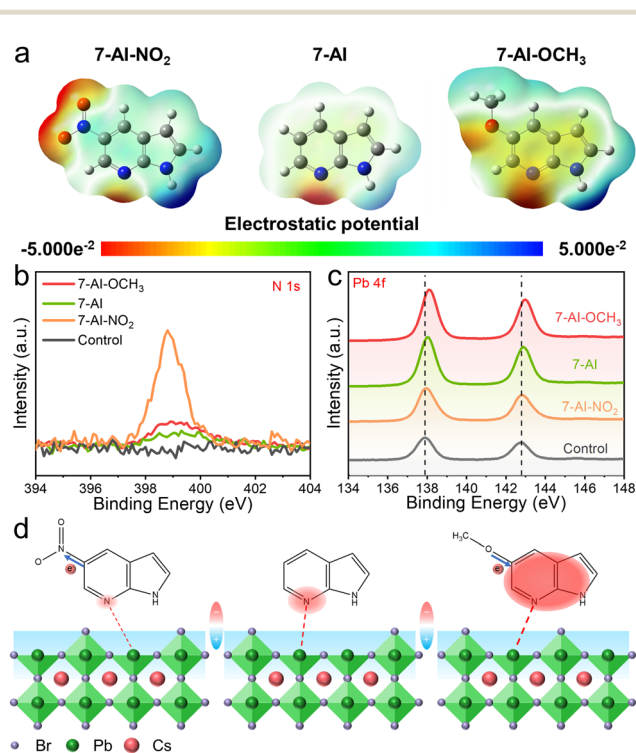 a
7-AI-NO₂
7-AI
7-AI-OCH₃
Electrostatic potential
-5.000e⁻²
5.000e⁻²
b
7-AI-OCH₃
7-AI
7-AI-NO₂
Control
N 1s
Intensity (a.u.)
394 396 398 400 402 404
Binding Energy (eV)
c
Pb 4f
7-AI-OCH₃
7-AI
7-AI-NO₂
Control
Intensity (a.u.)
134 136 138 140 142 144 146 148
Binding Energy (eV)
d
O
O
N
e
N
N
H
N
N
H
H₃C
O
e
N
N
H
−
+
−
+
Br Pb Cs